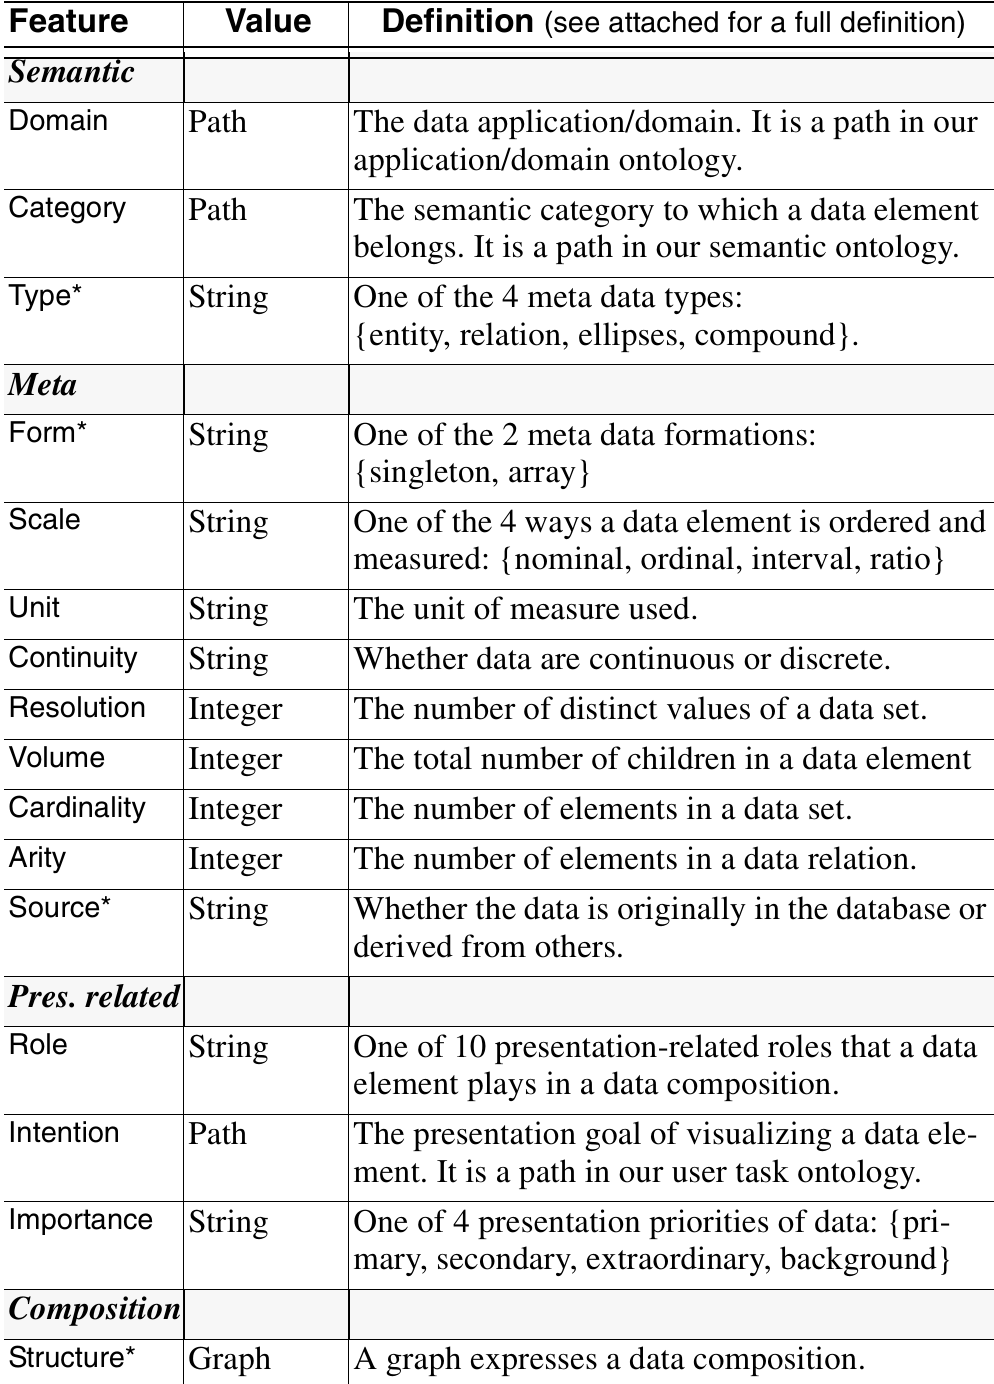 Feature Value Definition (see attached for a full definition)
Semantic
Domain Path The data application/domain. It is a path in our
application/domain ontology.
Category Path The semantic category to which a data element
belongs. It is a path in our semantic ontology.
Type* String One of the 4 meta data types:
{entity, relation, ellipses, compound}.
Meta
Form* String One of the 2 meta data formations:
{singleton, array}
Scale String One of the 4 ways a data element is ordered and
measured: {nominal, ordinal, interval, ratio}
Unit String The unit of measure used.
Continuity String Whether data are continuous or discrete.
Resolution Integer The number of distinct values of a data set.
Volume Integer The total number of children in a data element
Cardinality Integer The number of elements in a data set.
Arity Integer The number of elements in a data relation.
Source* String Whether the data is originally in the database or
derived from others.
Pres. related
Role String One of 10 presentation-related roles that a data
element plays in a data composition.
Intention Path The presentation goal of visualizing a data ele-
ment. It is a path in our user task ontology.
Importance String One of 4 presentation priorities of data: {pri-
mary, secondary, extraordinary, background}
Composition
Structure* Graph A graph expresses a data composition.